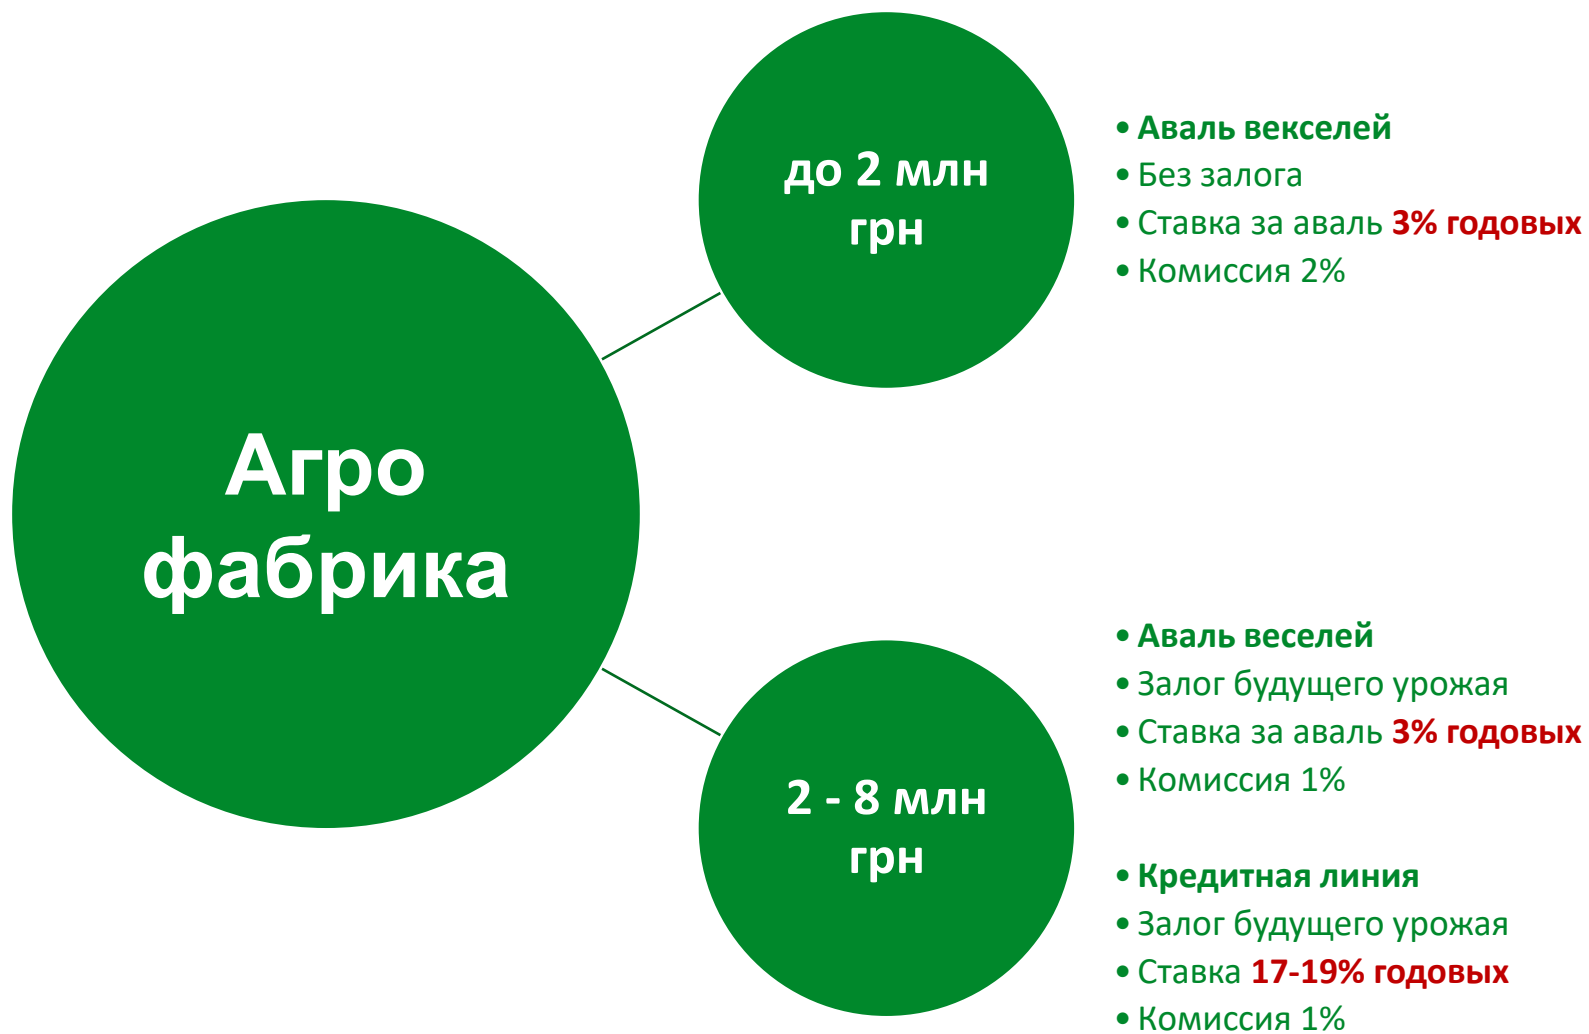 Агро
фабрика
до 2 млн
грн
• Аваль векселей
• Без залога
• Ставка за аваль 3% годовых
• Комиссия 2%
2 - 8 млн
грн
• Аваль веселей
• Залог будущего урожая
• Ставка за аваль 3% годовых
• Комиссия 1%
• Кредитная линия
• Залог будущего урожая
• Ставка 17-19% годовых
• Комиссия 1%